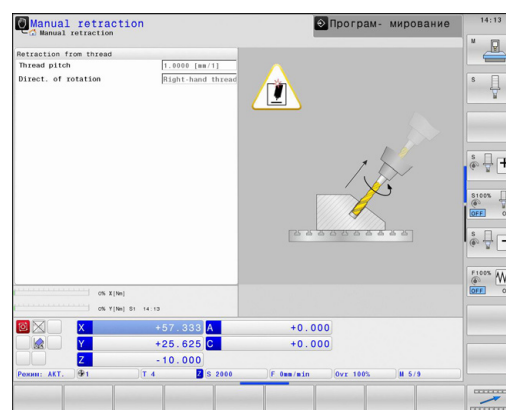 Manual retraction
Manual retraction
Програм- мирование
14:13
Retraction from thread
Thread pitch 1.0000 [mm/1]
Direct. of rotation Right-hand thread
M
S
S
S100%
OFF
S
F100%
OFF
0% X[Nm]
0% Y[Nm] S1 14:13
X +57.333 A +0.000
Y +25.625 C +0.000
Z -10.000
Режим: АКТ. 1 T 4 Z S 2000 F 0mm/min Ovr 100% M 5/9